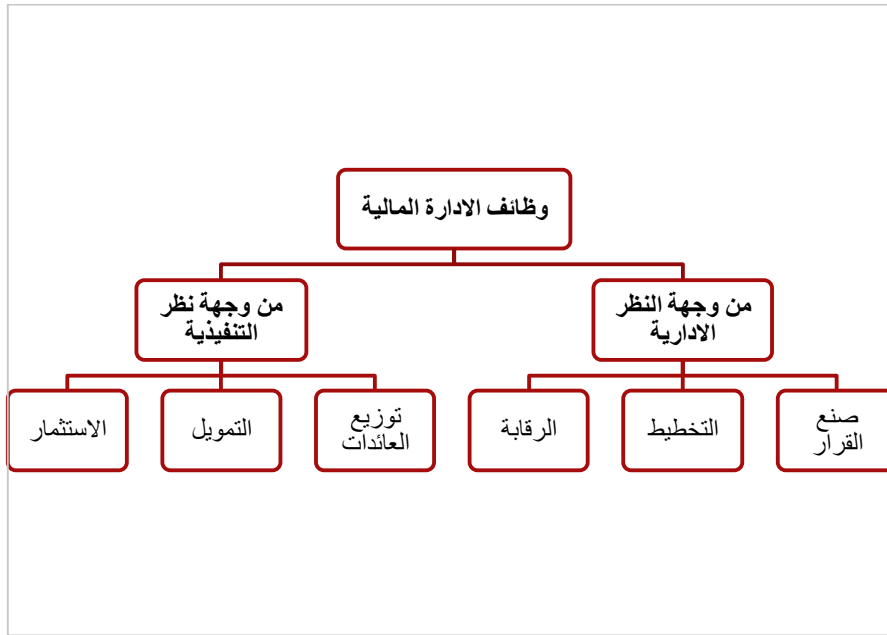 وظائف الادارة المالية
من وجهة النظر
الادارية
من وجهة نظر
التنفيذية
صنع
القرار
التخطيط
الرقابة
توزيع
العائدات
التمويل
الاستثمار